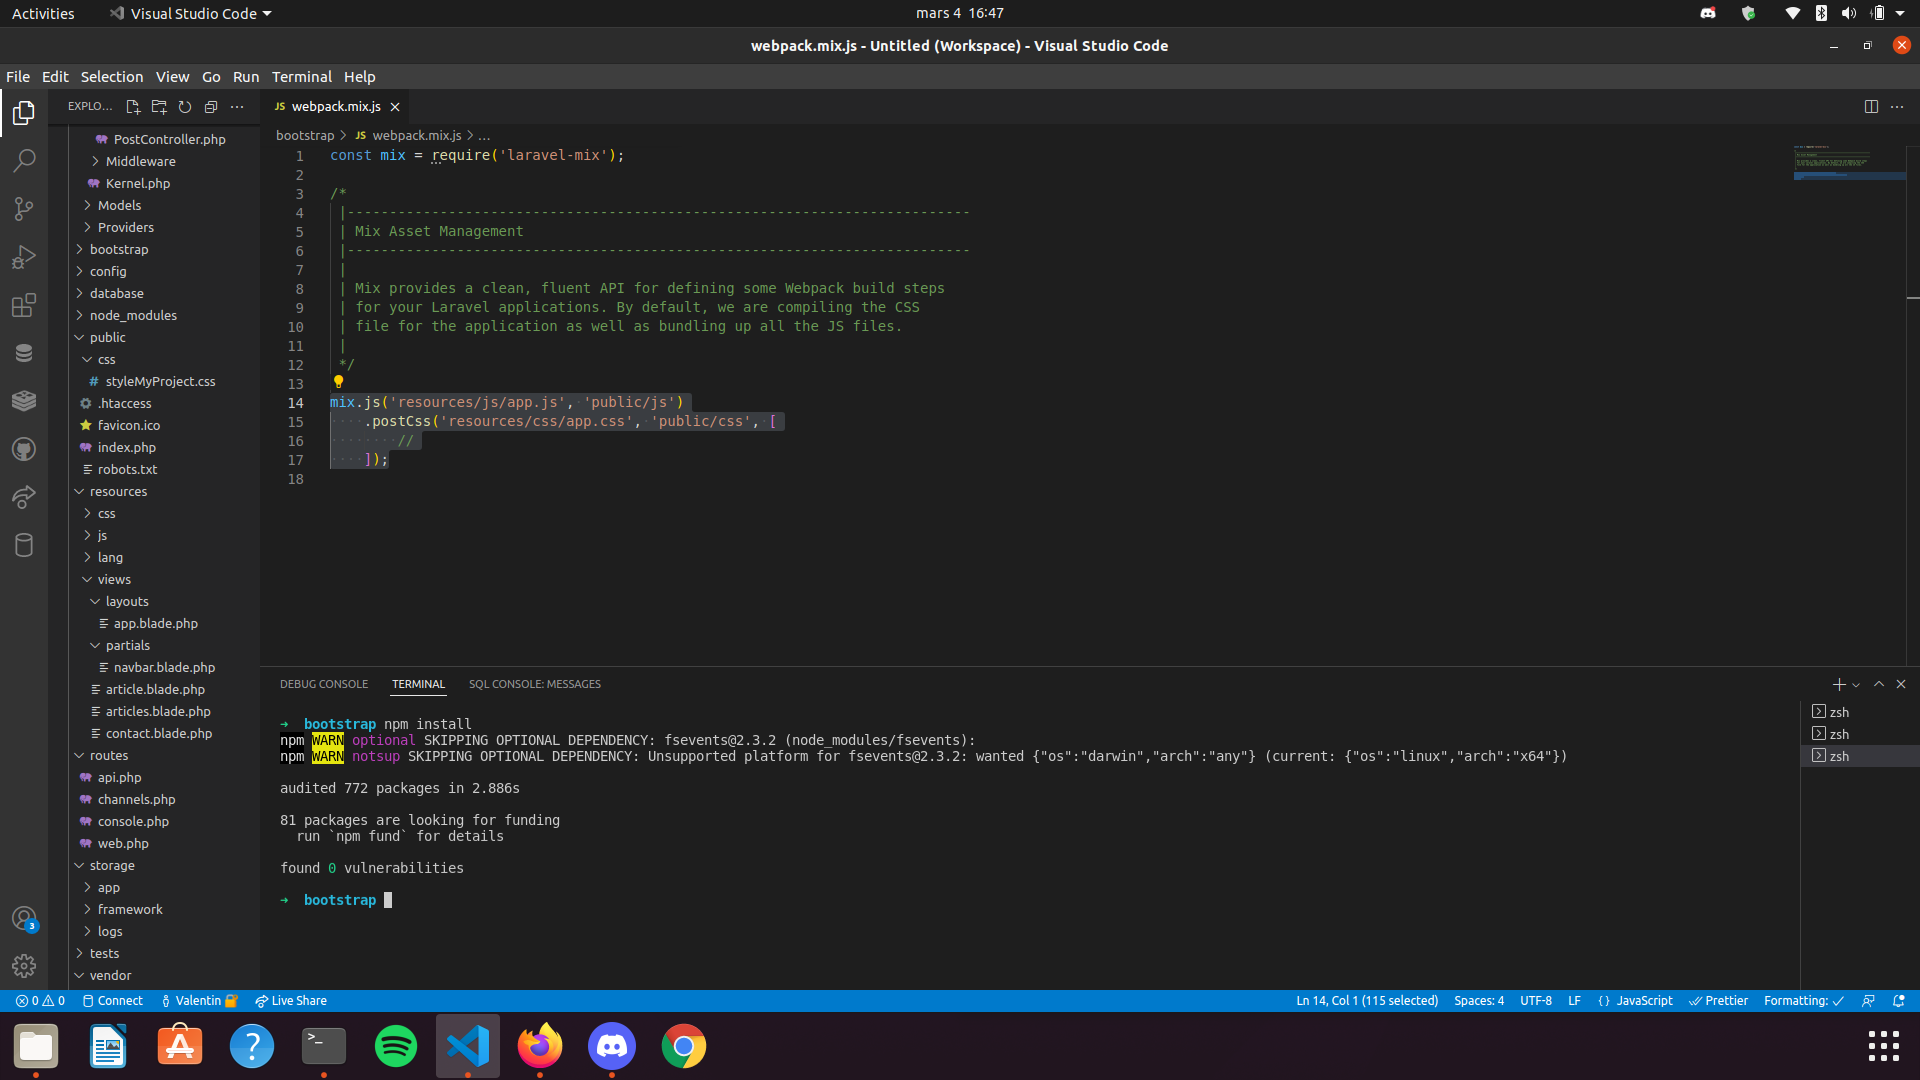 Activities
Visual Studio Code
mars 4 16:47
webpack.mix.js - Untitled (Workspace) - Visual Studio Code
File Edit Selection View Go Run Terminal Help
EXPLO...
JS webpack.mix.js
bootstrap > JS webpack.mix.js > ...
PostController.php
Middleware
Kernel.php
Models
Providers
bootstrap
config
database
node_modules
public
css
# styleMyProject.css
.htaccess
favicon.ico
index.php
robots.txt
resources
css
js
lang
views
layouts
app.blade.php
partials
navbar.blade.php
article.blade.php
articles.blade.php
contact.blade.php
routes
api.php
channels.php
console.php
web.php
storage
app
framework
logs
tests
vendor
1 const mix = require('laravel-mix');
2
3 /*
4 |--------------------------------------------------------------------------
5 | Mix Asset Management
6 |--------------------------------------------------------------------------
7 |
8 | Mix provides a clean, fluent API for defining some Webpack build steps
9 | for your Laravel applications. By default, we are compiling the CSS
10 | file for the application as well as bundling up all the JS files.
11 |
12 */
13
14 mix.js('resources/js/app.js', 'public/js')
15 .postCss('resources/css/app.css', 'public/css', [
16 //
17 ]);
18
DEBUG CONSOLE TERMINAL SQL CONSOLE: MESSAGES
→ bootstrap npm install
npm WARN optional SKIPPING OPTIONAL DEPENDENCY: fsevents@2.3.2 (node_modules/fsevents):
npm WARN notsup SKIPPING OPTIONAL DEPENDENCY: Unsupported platform for fsevents@2.3.2: wanted {"os":"darwin","arch":"any"} (current: {"os":"linux","arch":"x64"})
audited 772 packages in 2.886s
81 packages are looking for funding
run `npm fund` for details
found 0 vulnerabilities
→ bootstrap
zsh
zsh
zsh
3
0 0 Connect Valentin Live Share
Ln 14, Col 1 (115 selected) Spaces: 4 UTF-8 LF {} JavaScript Prettier Formatting: ✓